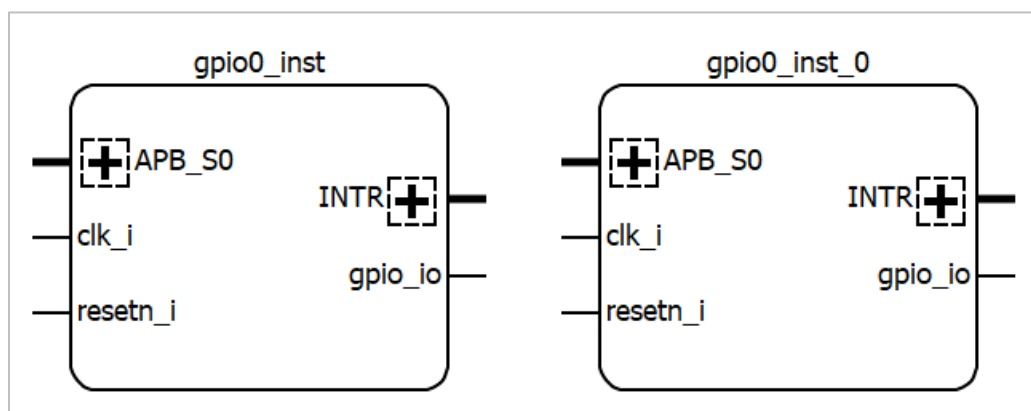 gpio0_inst
APB_S0
INTR
clk_i
gpio_io
resetn_i
gpio0_inst_0
APB_S0
INTR
clk_i
gpio_io
resetn_i